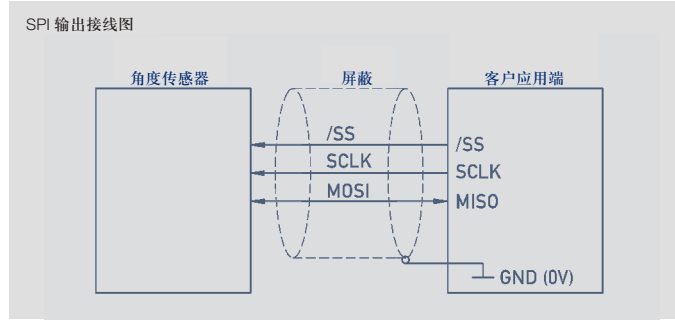 SPI 输出接线图
角度传感器 屏蔽 客户应用端
/SS /SS
SCLK SCLK
MOSI MISO
GND (0V)